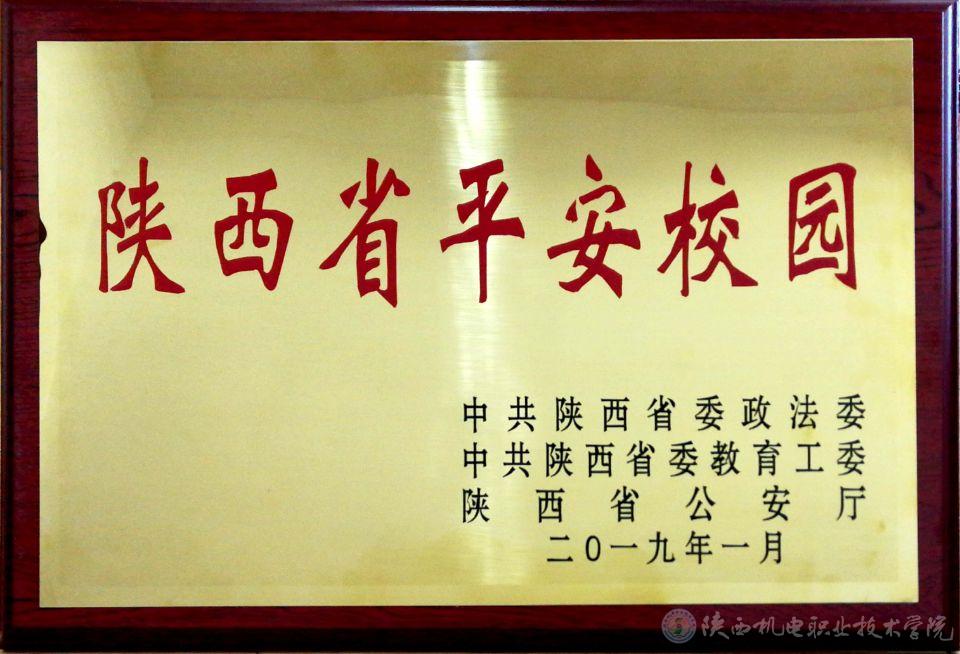 陕西省平安校园
中共陕西省委政法委
中共陕西省委教育工委
陕西省公安厅
二0一九年一月
陕西机电职业技术学院